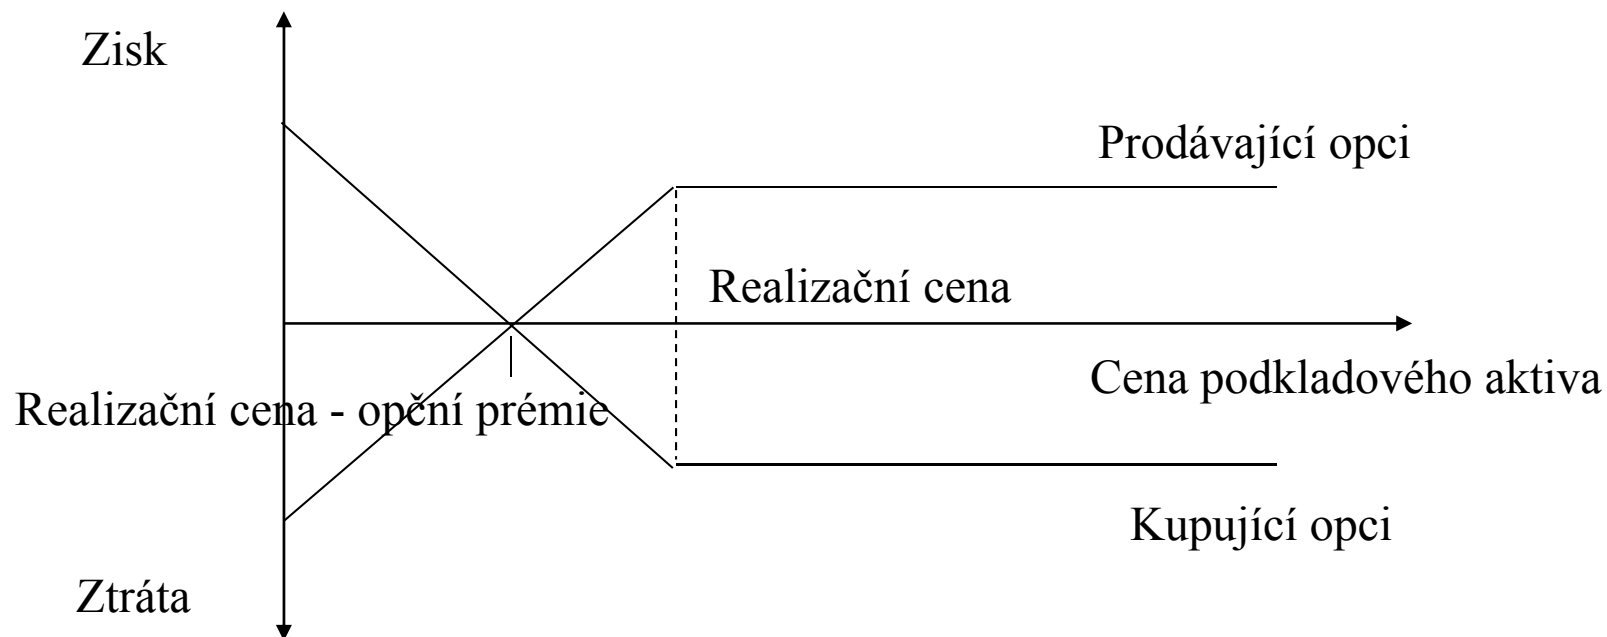 Zisk
Prodávající opci
Realizační cena
Cena podkladového aktiva
Realizační cena - opční prémie
Kupující opci
Ztráta